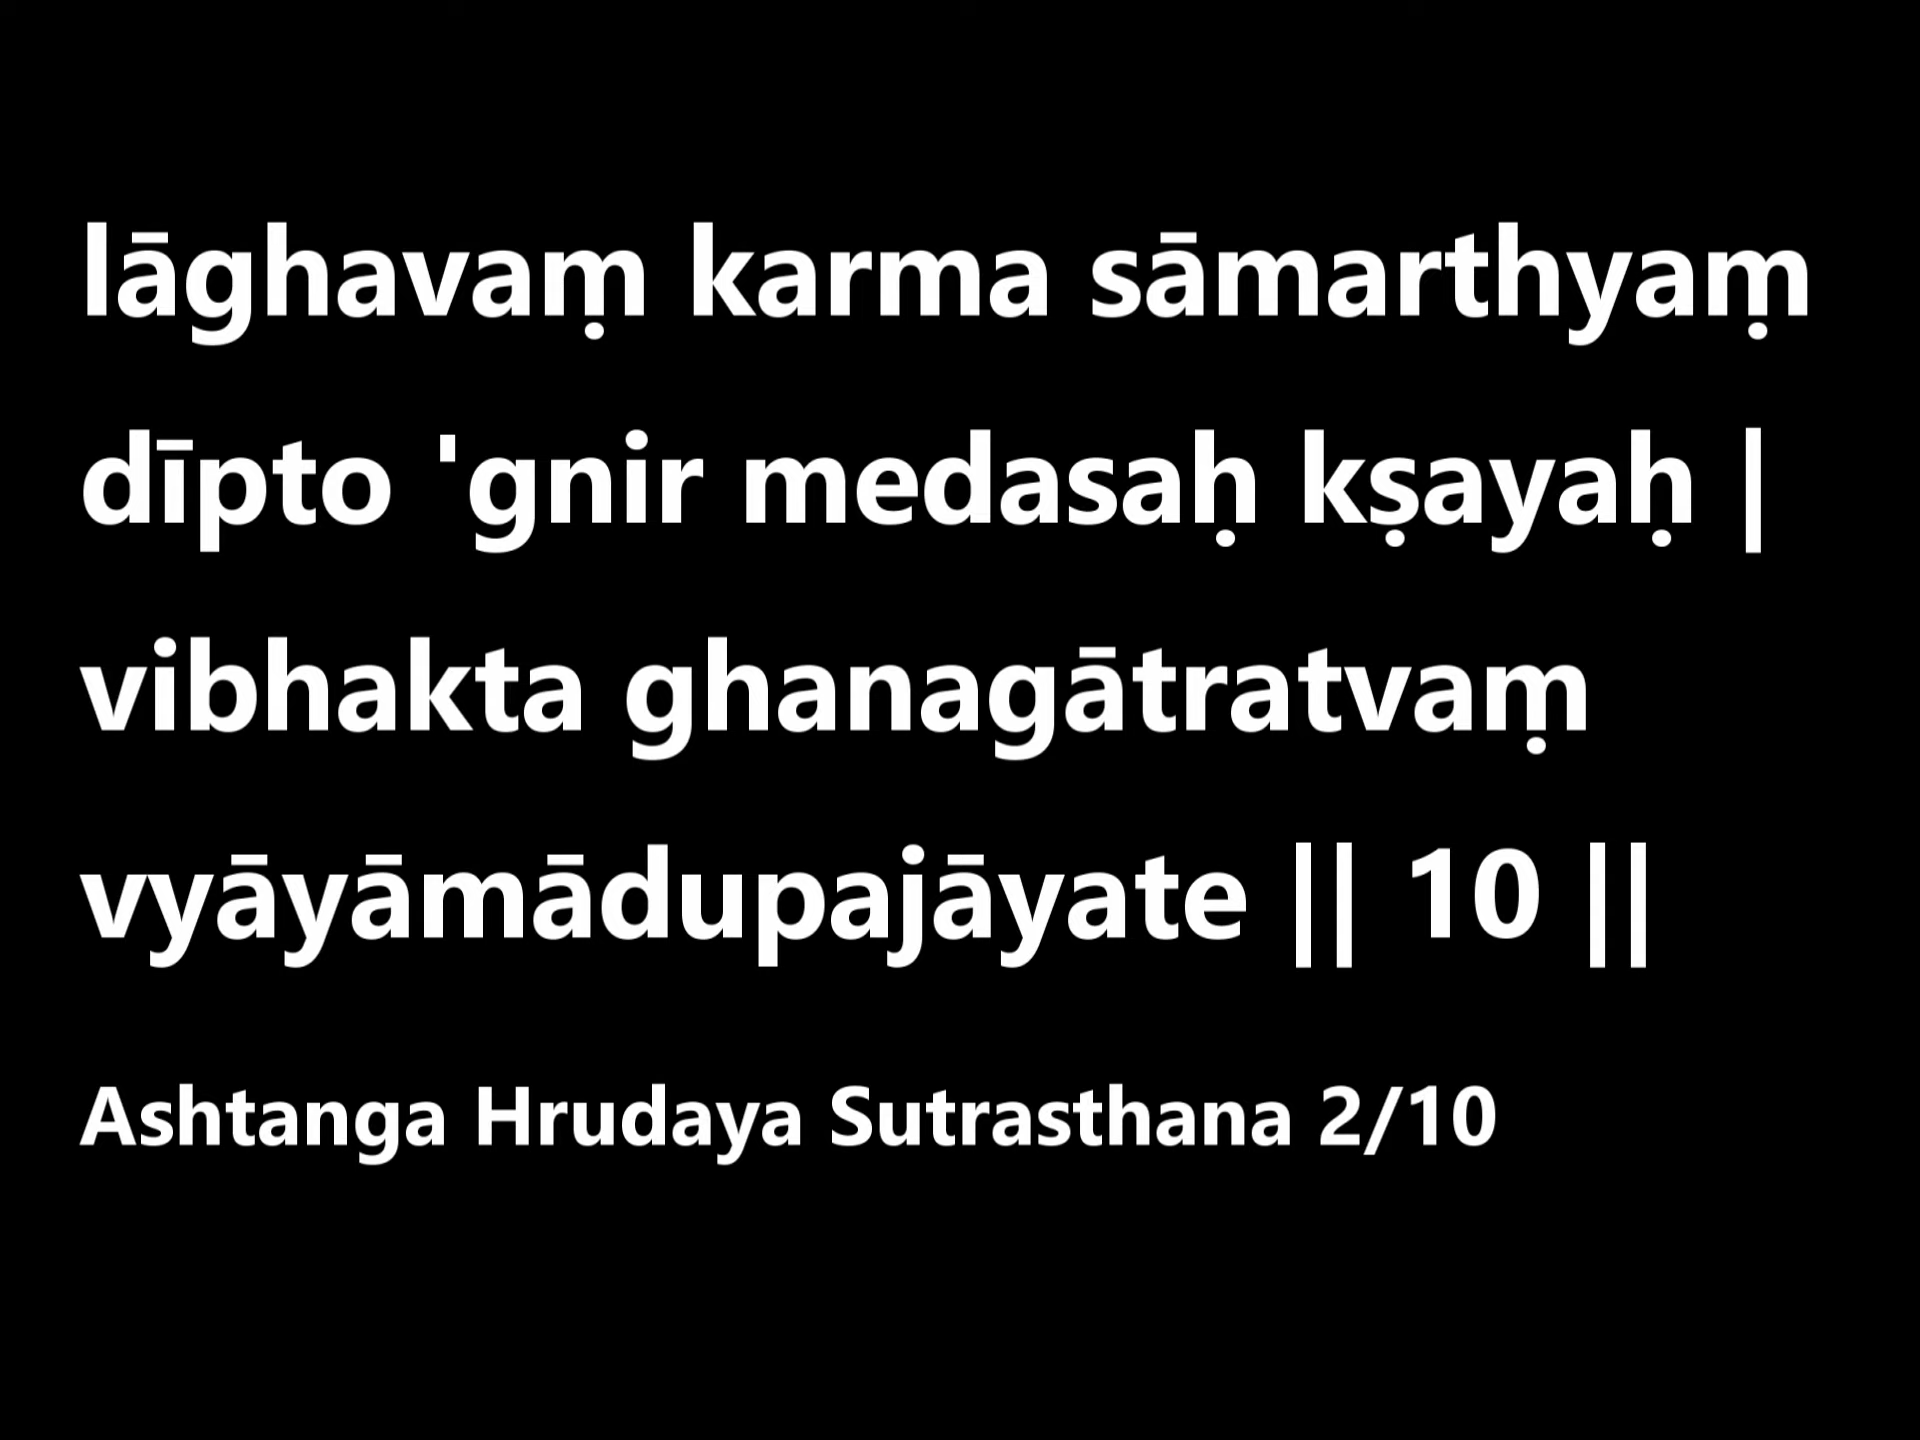 lāghavaṃ karma sāmarthyaṃ
dīpto 'gnir medasaḥ kṣayaḥ |
vibhakta ghanagātratvaṃ
vyāyāmādupajāyate || 10 ||
Ashtanga Hrudaya Sutrasthana 2/10